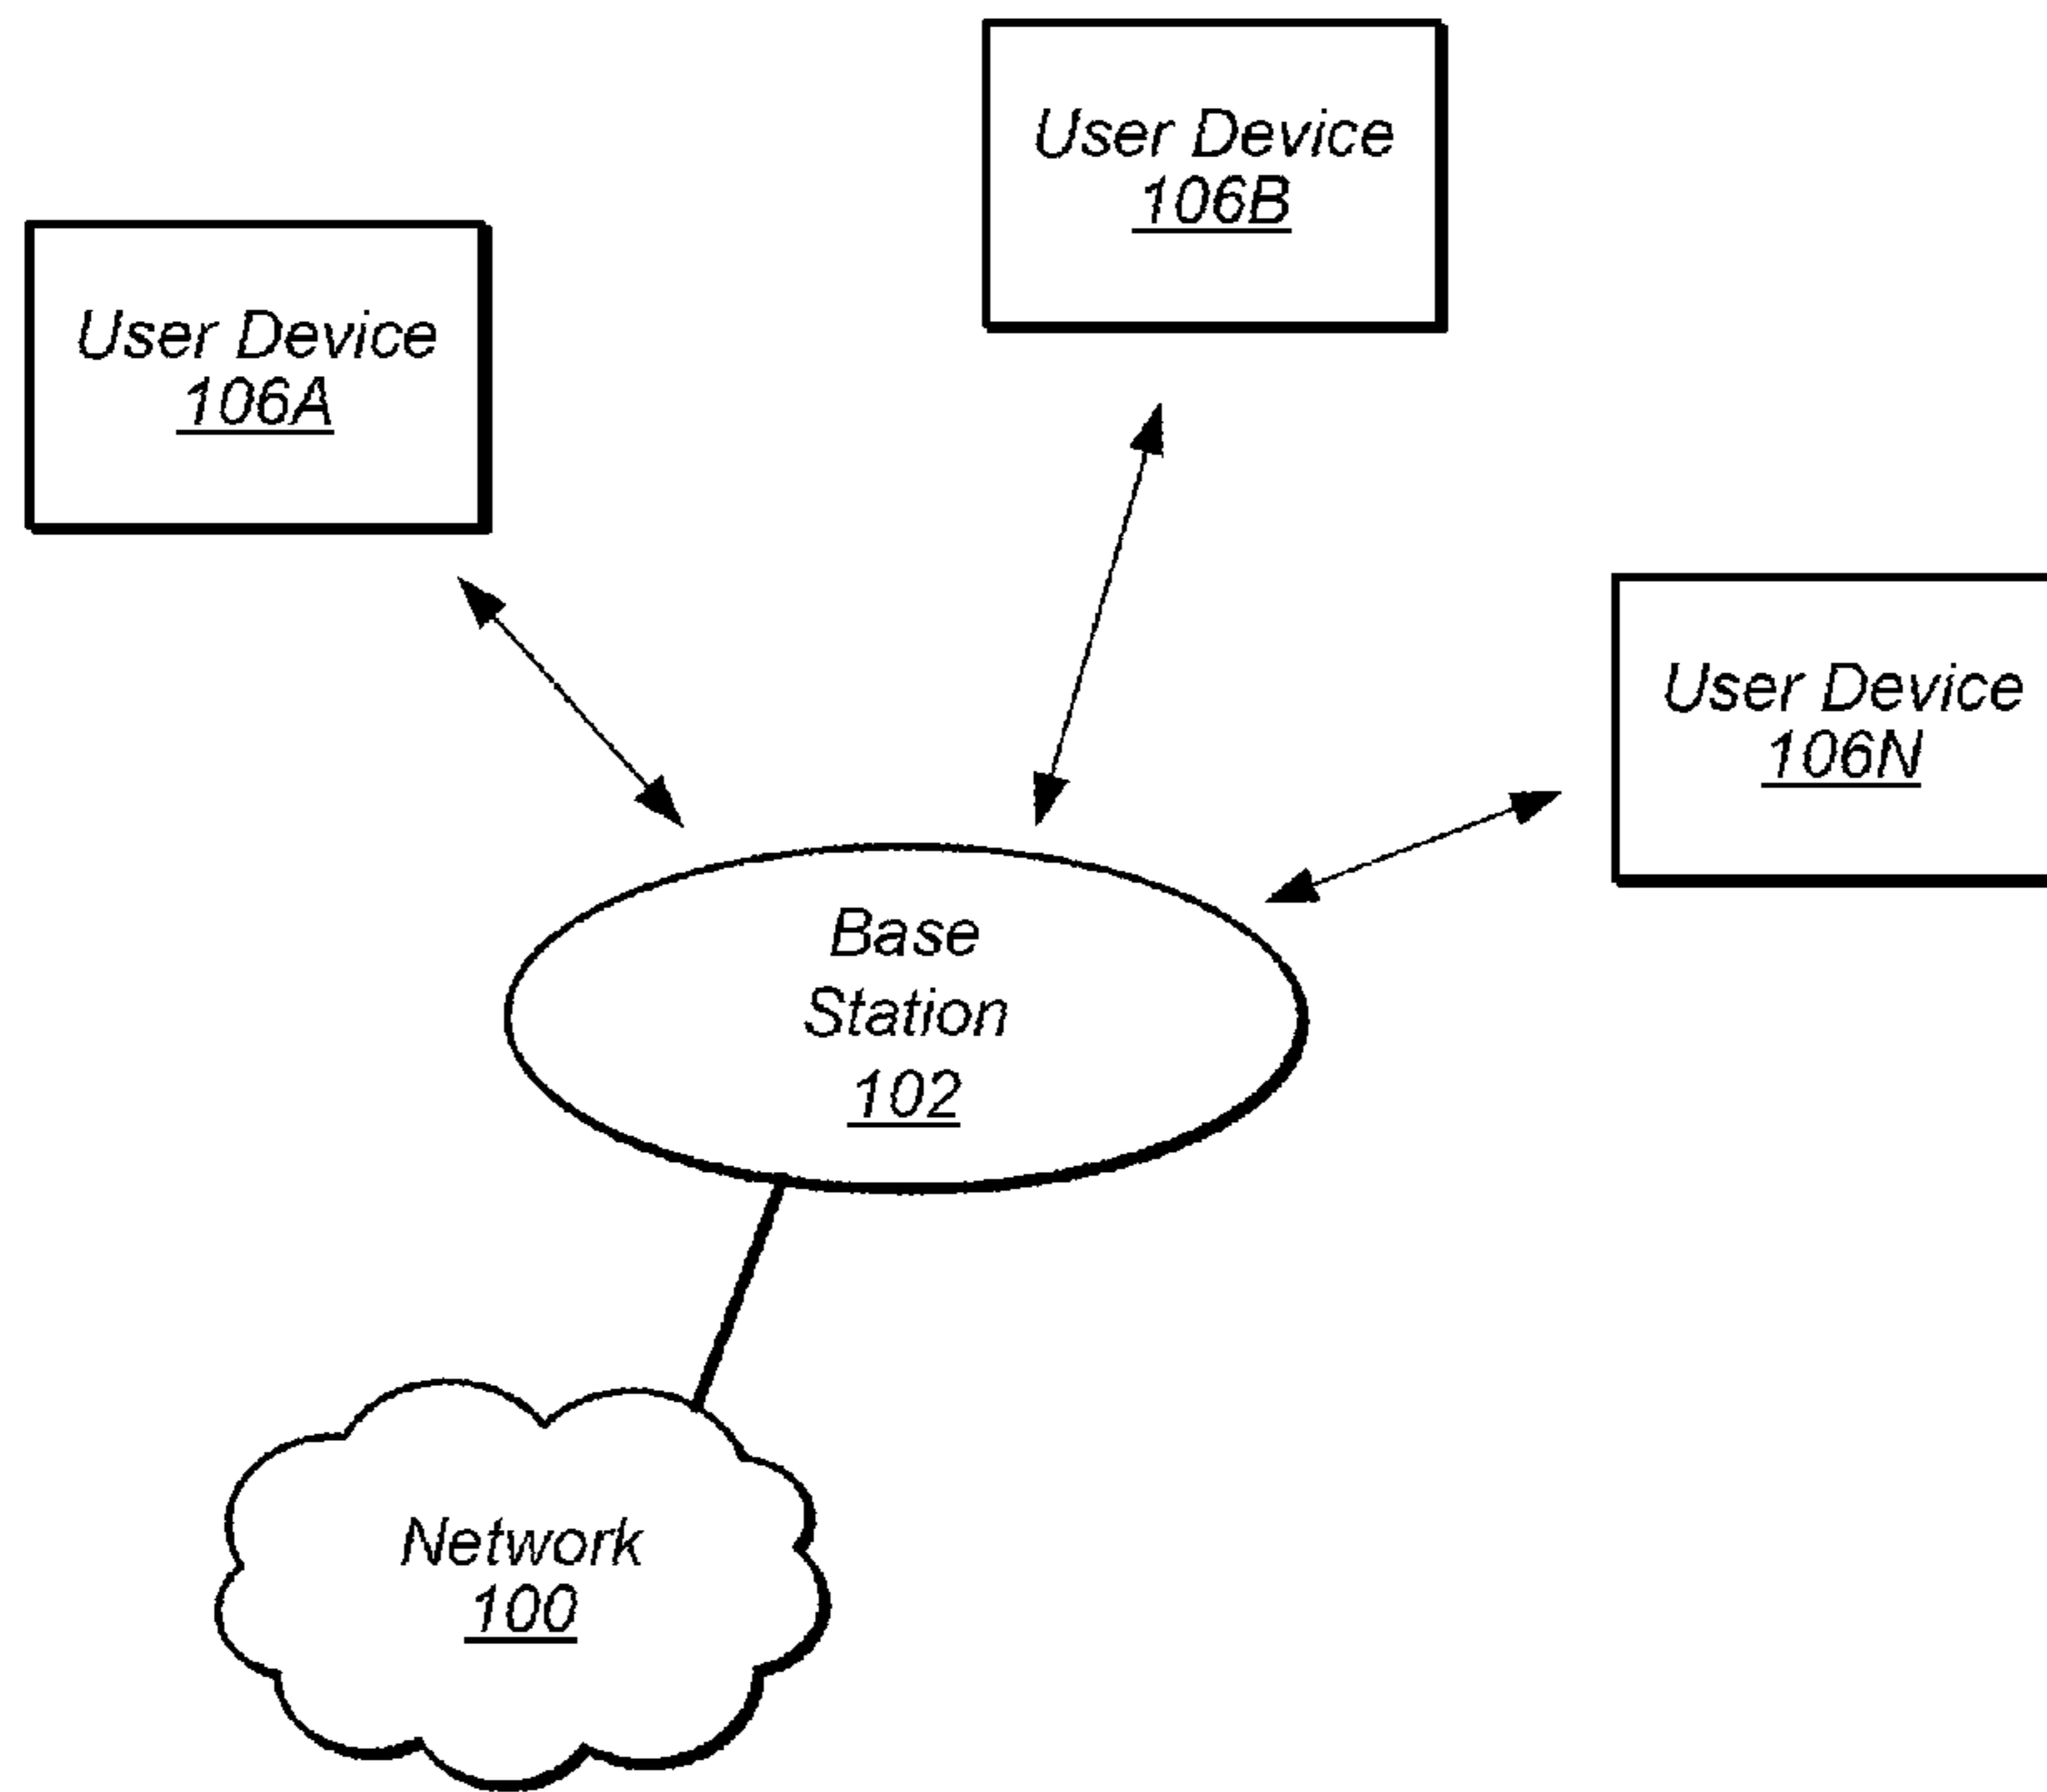 User Device
106B
User Device
106A
User Device
106N
Base
Station
102
Network
100